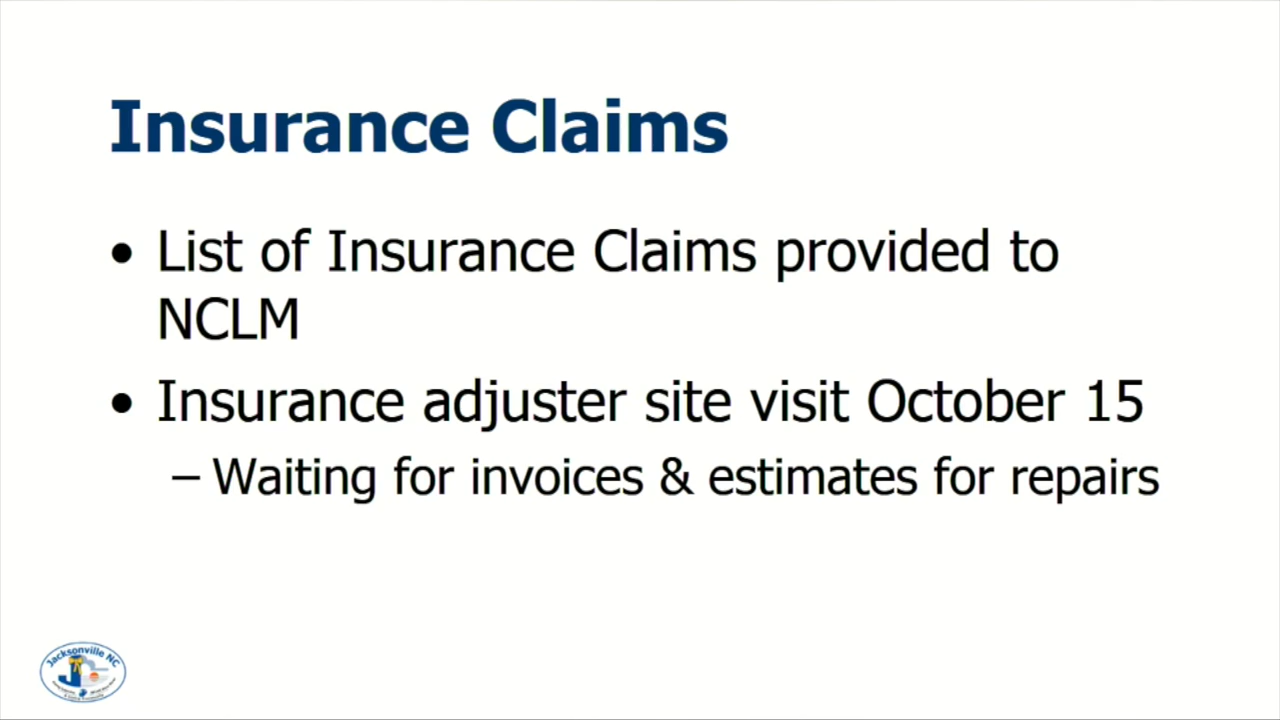 Insurance Claims
• List of Insurance Claims provided to
NCLM
• Insurance adjuster site visit October 15
– Waiting for invoices & estimates for repairs
Jacksonville NC